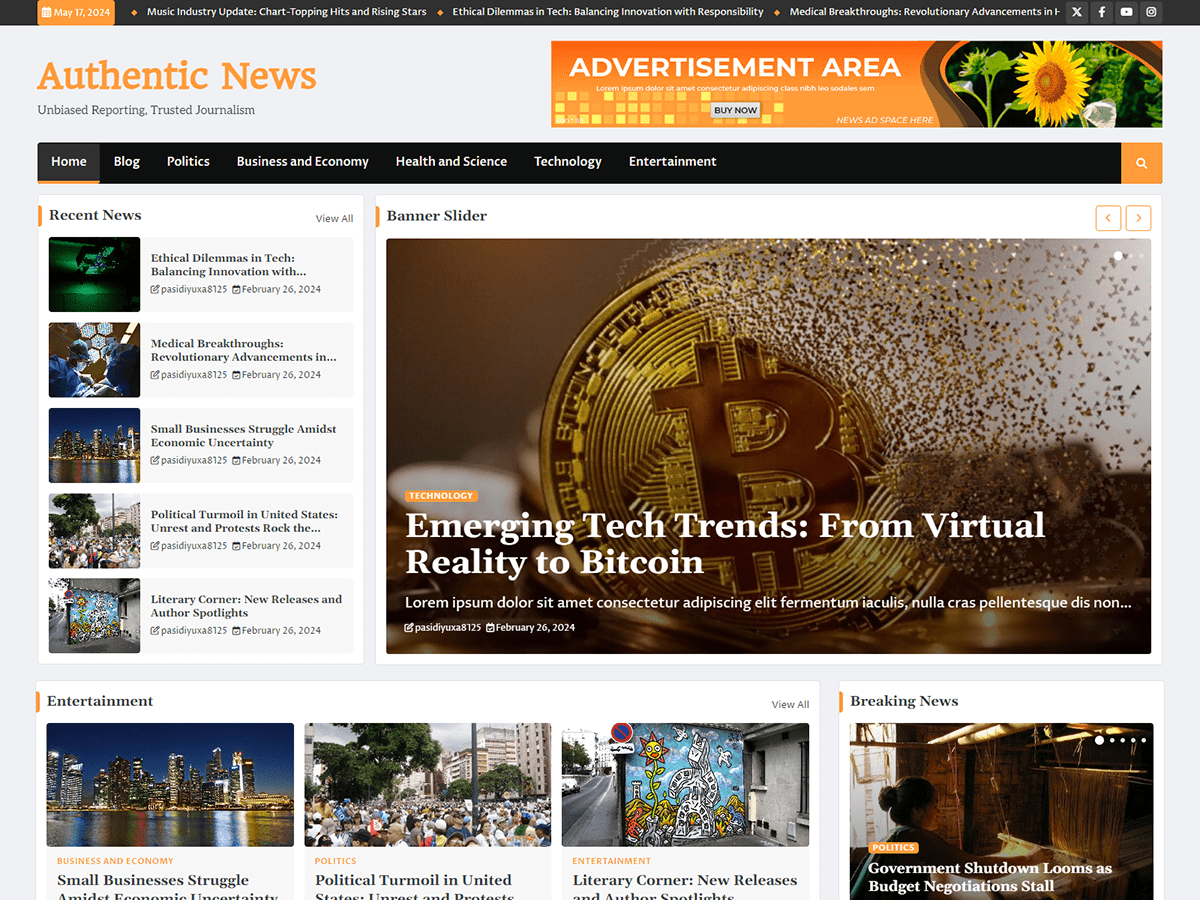 May 17, 2024
Music Industry Update: Chart-Topping Hits and Rising Stars
Ethical Dilemmas in Tech: Balancing Innovation with Responsibility
Medical Breakthroughs: Revolutionary Advancements in H
Authentic News
Unbiased Reporting, Trusted Journalism
ADVERTISEMENT AREA
Lorem ipsum dolor sit amet consectetur adipiscing class nibh leo sodales sem
BUY NOW
NEWS AD SPACE HERE
Home Blog Politics Business and Economy Health and Science Technology Entertainment
Recent News
View All
Ethical Dilemmas in Tech:
Balancing Innovation with...
pasidiyuxa8125 February 26, 2024
Medical Breakthroughs:
Revolutionary Advancements in...
pasidiyuxa8125 February 26, 2024
Small Businesses Struggle Amidst
Economic Uncertainty
pasidiyuxa8125 February 26, 2024
Political Turmoil in United States:
Unrest and Protests Rock the...
pasidiyuxa8125 February 26, 2024
Literary Corner: New Releases and
Author Spotlights
pasidiyuxa8125 February 26, 2024
Banner Slider
TECHNOLOGY
Emerging Tech Trends: From Virtual
Reality to Bitcoin
Lorem ipsum dolor sit amet consectetur adipiscing elit fermentum iaculis, nulla cras pellentesque dis non...
pasidiyuxa8125 February 26, 2024
Entertainment
View All
BUSINESS AND ECONOMY
Small Businesses Struggle
Amidst Economic Uncertainty
POLITICS
Political Turmoil in United
States: Unrest and Protests
ENTERTAINMENT
Literary Corner: New Releases
and Author Spotlights
Breaking News
POLITICS
Government Shutdown Looms as
Budget Negotiations Stall